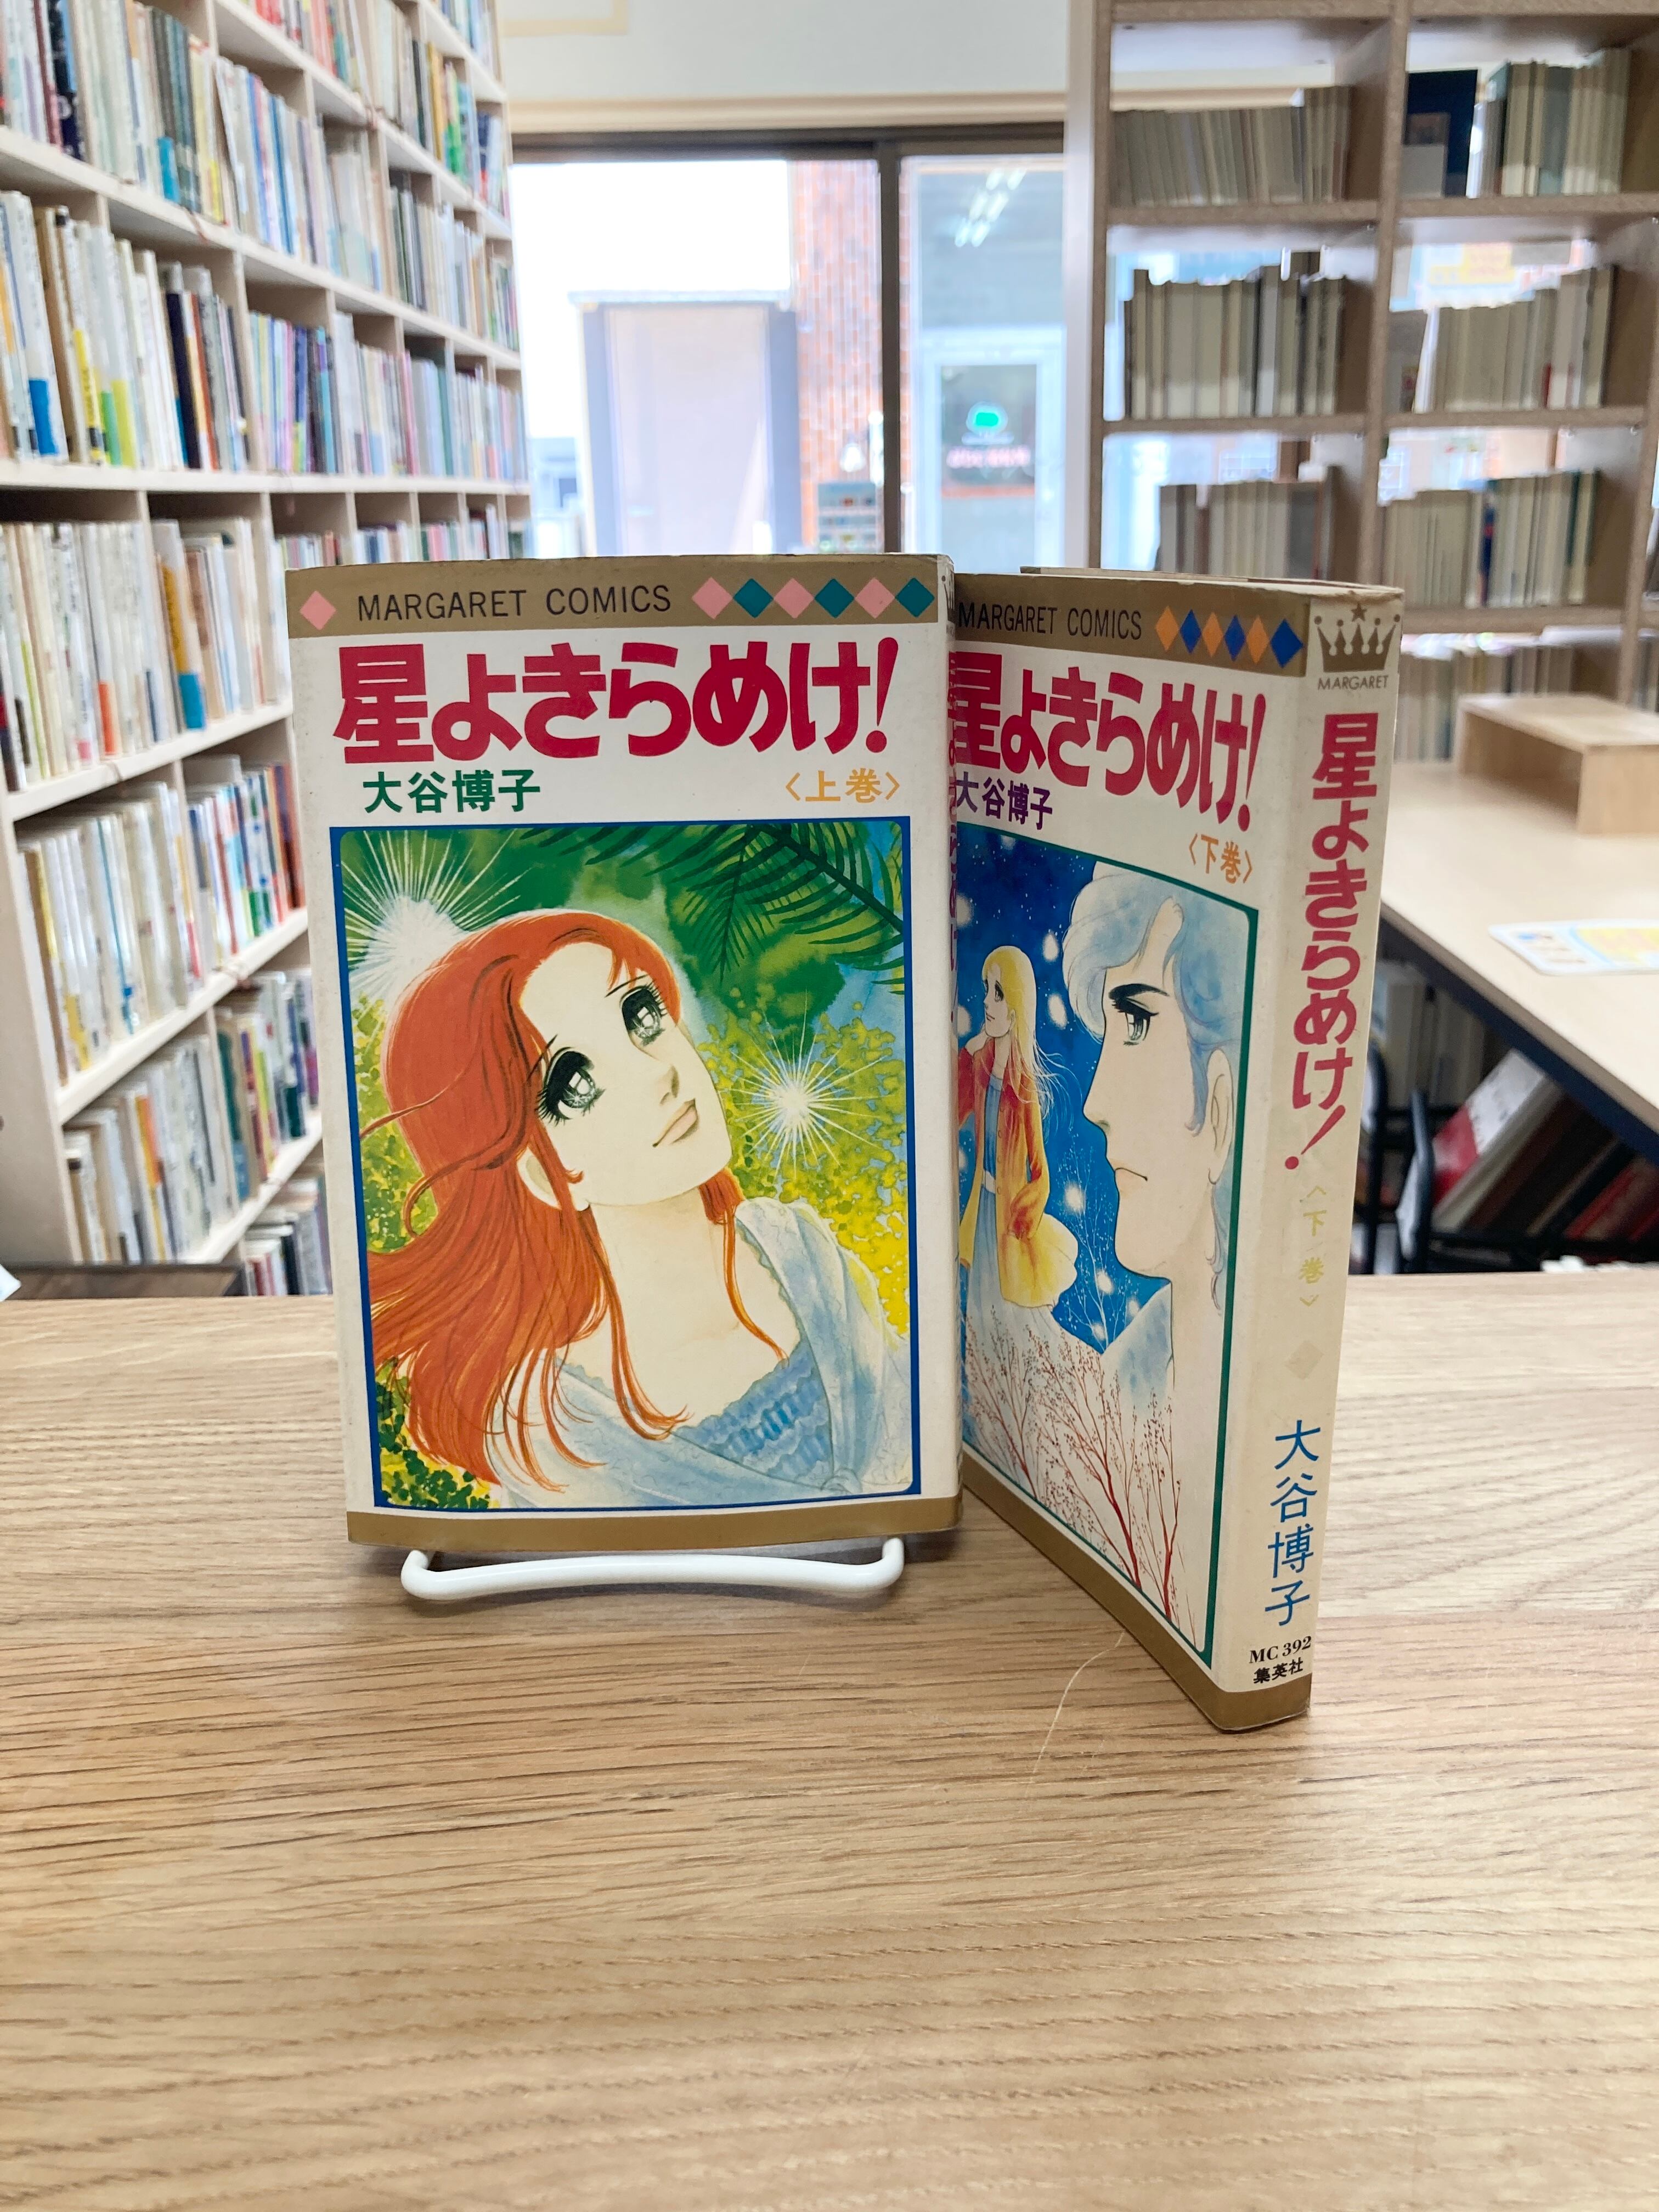 MARGARET COMICS
星よきらめけ!
大谷博子
〈上巻〉
MARGARET COMICS
星よきらめけ!
大谷博子
〈下巻〉
MARGARET
星よきらめけ!
〈下巻〉
大谷博子
MC 392
集英社